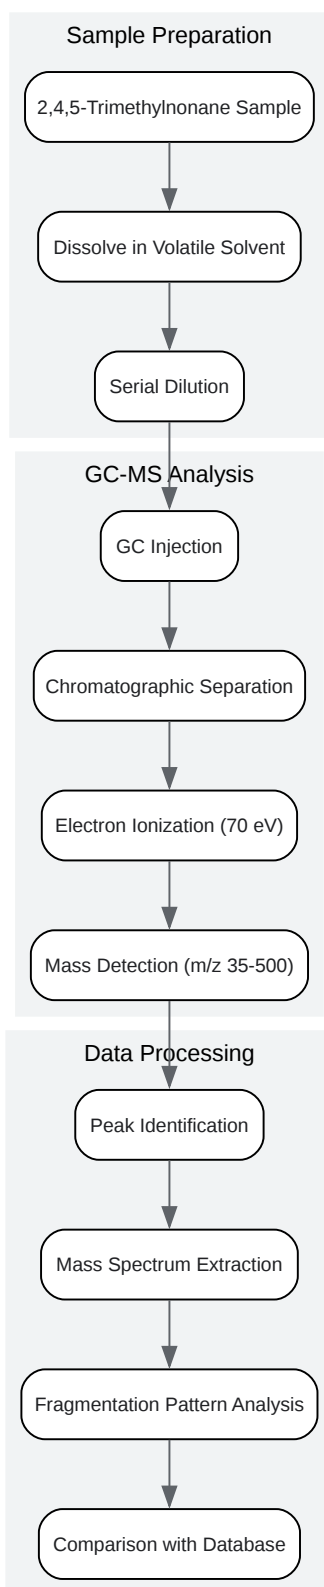 Sample Preparation
2,4,5-Trimethylnonane Sample
Dissolve in Volatile Solvent
Serial Dilution
GC-MS Analysis
GC Injection
Chromatographic Separation
Electron Ionization (70 eV)
Mass Detection (m/z 35-500)
Data Processing
Peak Identification
Mass Spectrum Extraction
Fragmentation Pattern Analysis
Comparison with Database